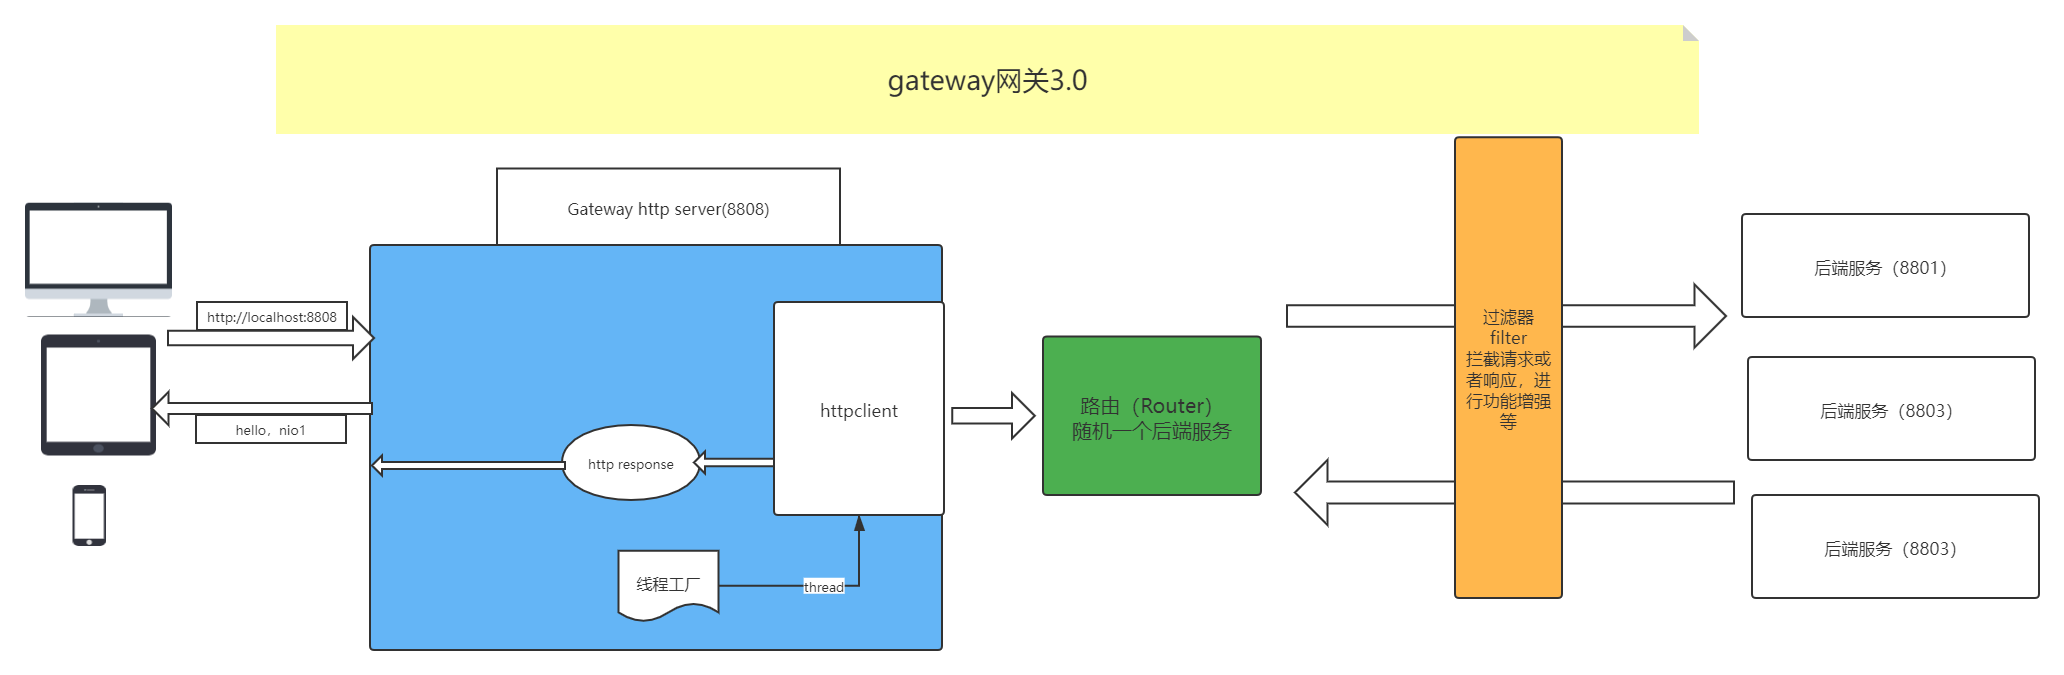 gateway网关3.0
Gateway http server(8808)
http://localhost:8808
hello，nio1
httpclient
http response
线程工厂
thread
路由（Router）
随机一个后端服务
过滤器
filter
拦截请求或
者响应，进
行功能增强
等
后端服务（8801）
后端服务（8803）
后端服务（8803）